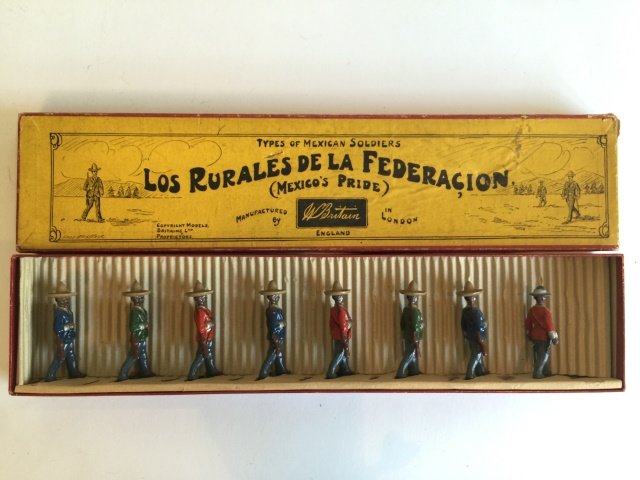 TYPES OF MEXICAN SOLDIERS
LOS RURALES DE LA FEDERAÇION,
(MEXICO'S PRIDE)
MANUFACTURED BY
W Britain
IN LONDON
ENGLAND
COPYRIGHT MODELS.
BRITAINS LTD
PROPRIETORS.